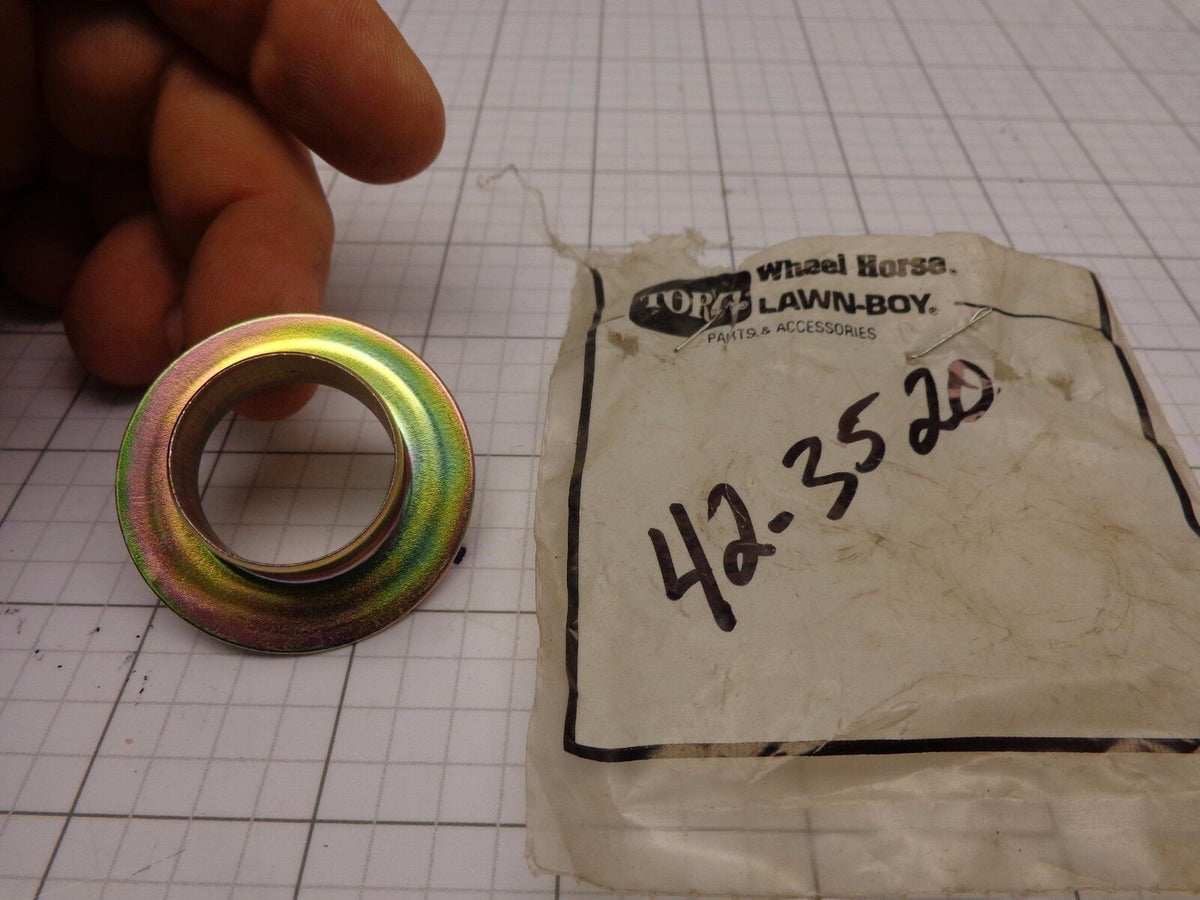 Wheel Horse®
TORO LAWN-BOY®
PARTS & ACCESSORIES
42-3520